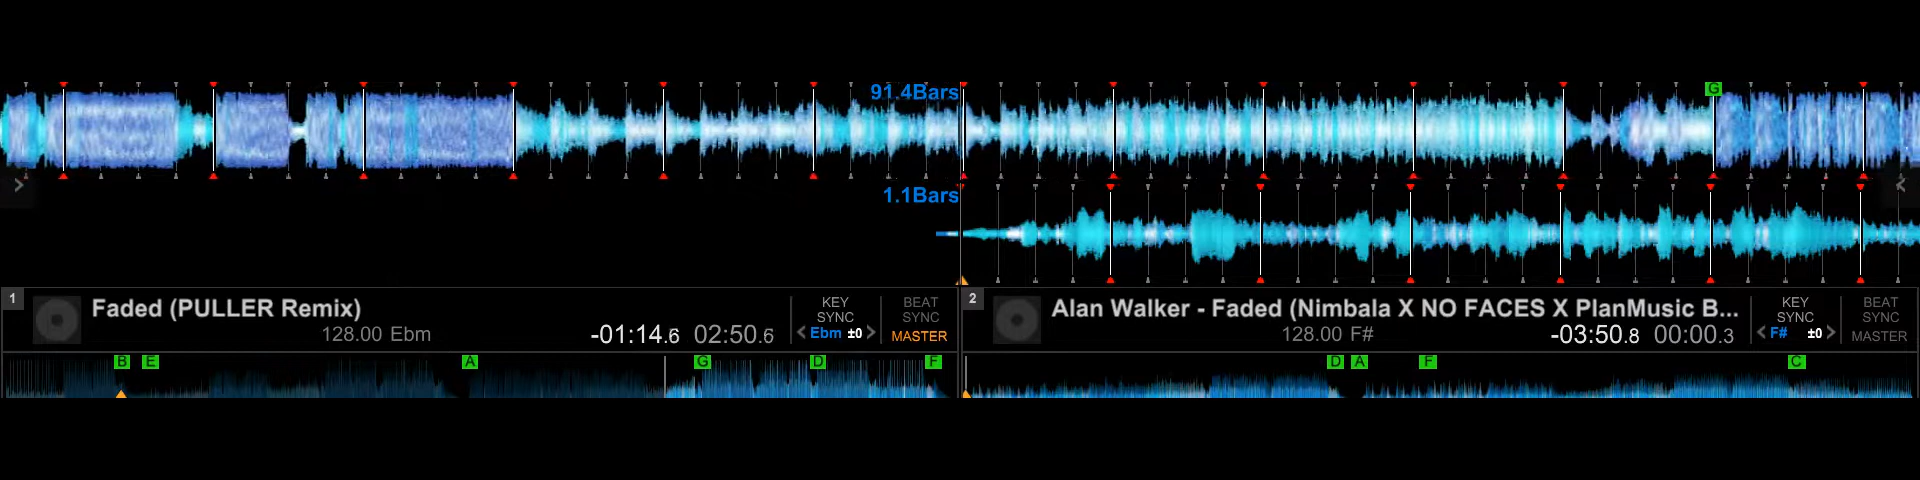 91.4Bars
G
1.1Bars
1
Faded (PULLER Remix)
128.00 Ebm
-01:14.6 02:50.6
KEY
SYNC
Ebm ±0
BEAT
SYNC
MASTER
B E A G D F
2
Alan Walker - Faded (Nimbala X NO FACES X PlanMusic B...
128.00 F#
-03:50.8 00:00.3
KEY
SYNC
F# ±0
BEAT
SYNC
MASTER
D A F C